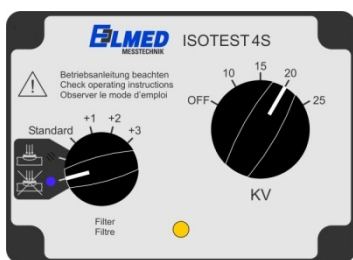 ELMED
MESSTECHNIK
ISOTEST 4S
Betriebsanleitung beachten
Check operating instructions
Observer le mode d'emploi
Standard
+1
+2
+3
Filter
Filtre
OFF
10
15
20
25
KV